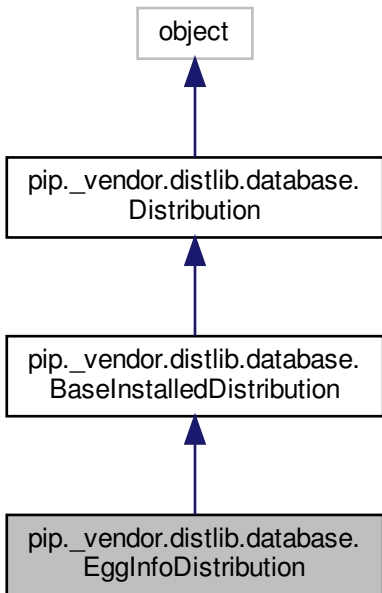 object
pip._vendor.distlib.database.
Distribution
pip._vendor.distlib.database.
BaseInstalledDistribution
pip._vendor.distlib.database.
EggInfoDistribution